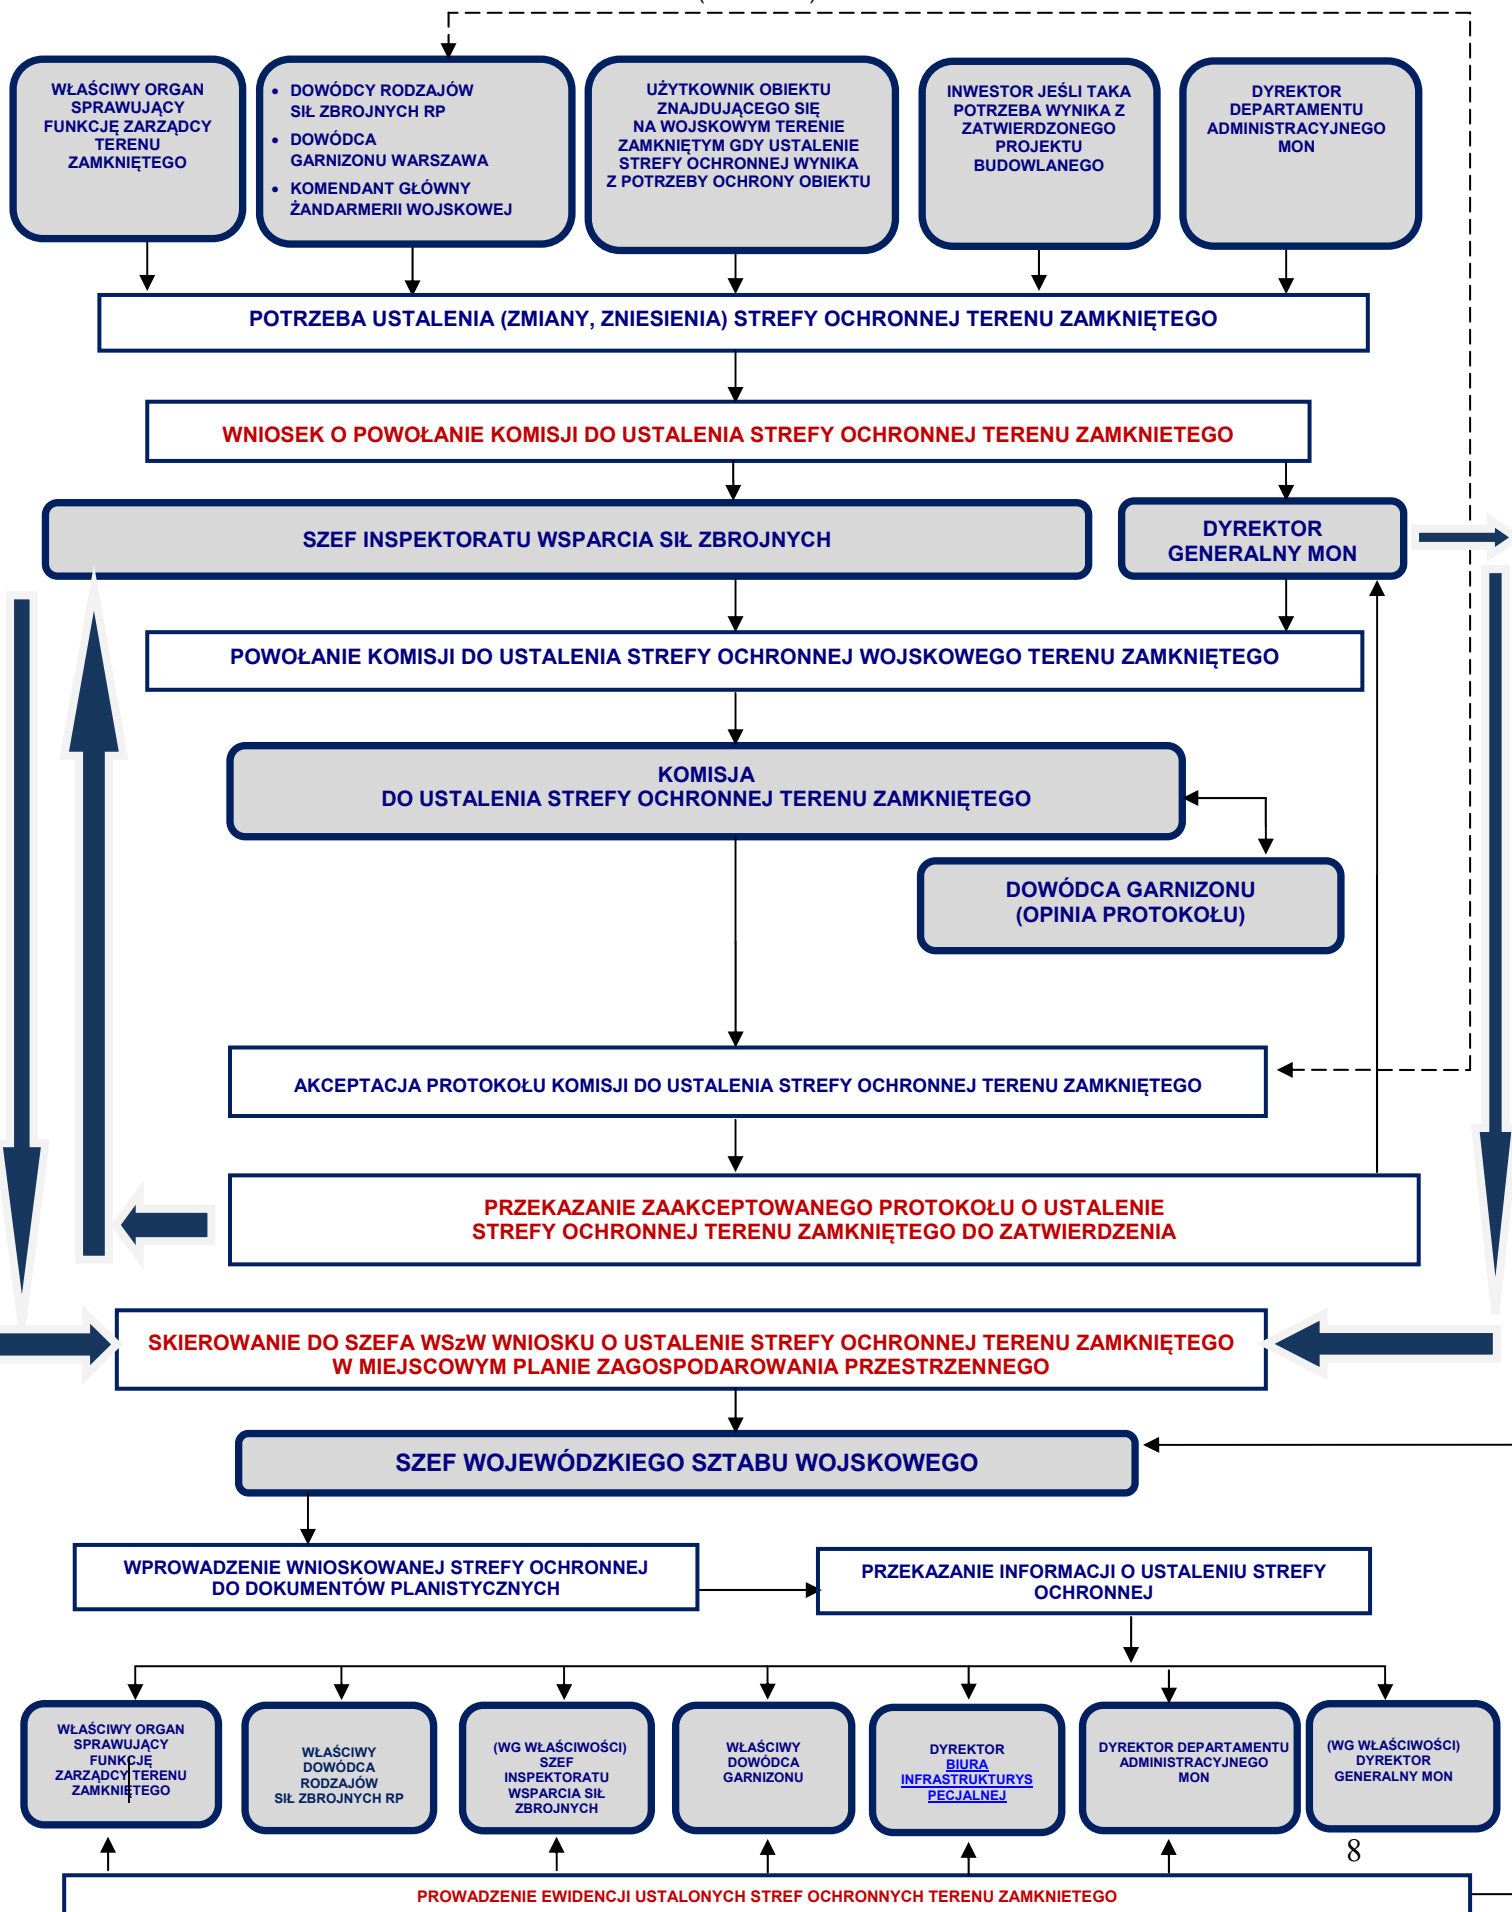 WŁAŚCIWY ORGAN
SPRAWUJĄCY
FUNKCJĘ ZARZĄDCY
TERENU
ZAMKNIĘTEGO
• DOWÓDCY RODZAJÓW
SIŁ ZBROJNYCH RP
• DOWÓDCA
GARNIZONU WARSZAWA
• KOMENDANT GŁÓWNY
ŻANDARMERII WOJSKOWEJ
UŻYTKOWNIK OBIEKTU
ZNAJDUJĄCEGO SIĘ
NA WOJSKOWYM TERENIE
ZAMKNIĘTYM GDY USTALENIE
STREFY OCHRONNEJ WYNIKA
Z POTRZEBY OCHRONY OBIEKTU
INWESTOR JEŚLI TAKA
POTRZEBA WYNIKA Z
ZATWIERDZONEGO
PROJEKTU
BUDOWLANEGO
DYREKTOR
DEPARTAMENTU
ADMINISTRACYJNEGO
MON
POTRZEBA USTALENIA (ZMIANY, ZNIESIENIA) STREFY OCHRONNEJ TERENU ZAMKNIĘTEGO
WNIOSEK O POWOŁANIE KOMISJI DO USTALENIA STREFY OCHRONNEJ TERENU ZAMKNIETEGO
SZEF INSPEKTORATU WSPARCIA SIŁ ZBROJNYCH
DYREKTOR
GENERALNY MON
POWOŁANIE KOMISJI DO USTALENIA STREFY OCHRONNEJ WOJSKOWEGO TERENU ZAMKNIĘTEGO
KOMISJA
DO USTALENIA STREFY OCHRONNEJ TERENU ZAMKNIĘTEGO
DOWÓDCA GARNIZONU
(OPINIA PROTOKOŁU)
AKCEPTACJA PROTOKOŁU KOMISJI DO USTALENIA STREFY OCHRONNEJ TERENU ZAMKNIĘTEGO
PRZEKAZANIE ZAAKCEPTOWANEGO PROTOKOŁU O USTALENIE
STREFY OCHRONNEJ TERENU ZAMKNIĘTEGO DO ZATWIERDZENIA
SKIEROWANIE DO SZEFA WSzW WNIOSKU O USTALENIE STREFY OCHRONNEJ TERENU ZAMKNIĘTEGO
W MIEJSCOWYM PLANIE ZAGOSPODAROWANIA PRZESTRZENNEGO
SZEF WOJEWÓDZKIEGO SZTABU WOJSKOWEGO
WPROWADZENIE WNIOSKOWANEJ STREFY OCHRONNEJ
DO DOKUMENTÓW PLANISTYCZNYCH
PRZEKAZANIE INFORMACJI O USTALENIU STREFY
OCHRONNEJ
WŁAŚCIWY ORGAN
SPRAWUJĄCY
FUNKCJĘ
ZARZĄDCY TERENU
ZAMKNIĘTEGO
WŁAŚCIWY
DOWÓDCA
RODZAJÓW
SIŁ ZBROJNYCH RP
(WG WŁAŚCIWOŚCI)
SZEF
INSPEKTORATU
WSPARCIA SIŁ
ZBROJNYCH
WŁAŚCIWY
DOWÓDCA
GARNIZONU
DYREKTOR
BIURA
INFRASTRUKTURYS
PECJALNEJ
DYREKTOR DEPARTAMENTU
ADMINISTRACYJNEGO
MON
(WG WŁAŚCIWOŚCI)
DYREKTOR
GENERALNY MON
8
PROWADZENIE EWIDENCJI USTALONYCH STREF OCHRONNYCH TERENU ZAMKNIETEGO